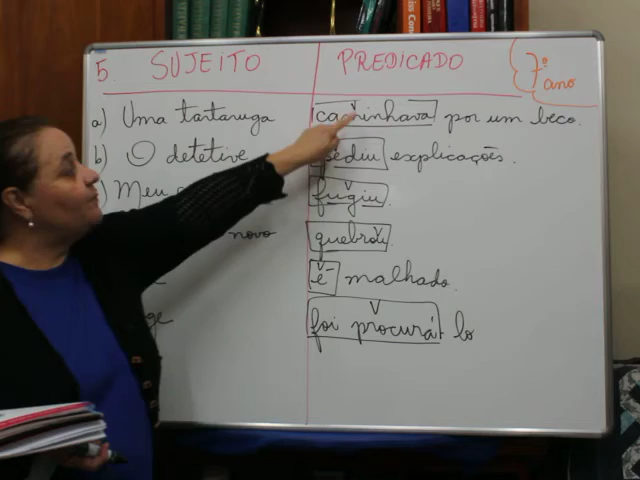 5. SUJEITO PREDICADO 7º ano
a) Uma tartaruga caminhava por um beco.
b) O detetive pediu explicações.
Meu fugiu.
novo quebrou.
é malhado.
foi procurá-lo